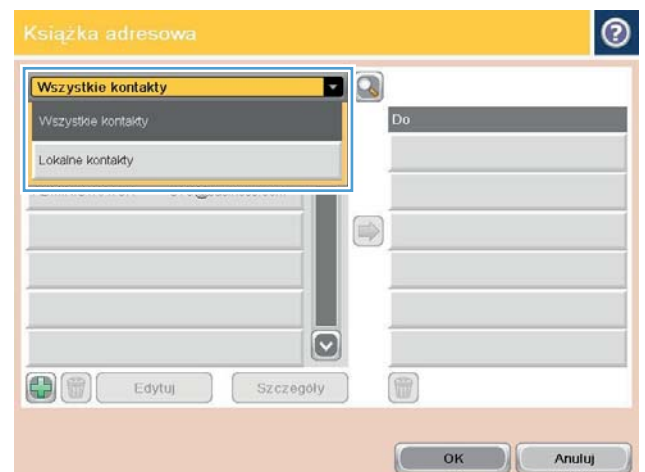 Książka adresowa
Wszystkie kontakty
Wszystkie kontakty
Do
Lokalne kontakty
Edytuj
Szczegóły
OK
Anuluj